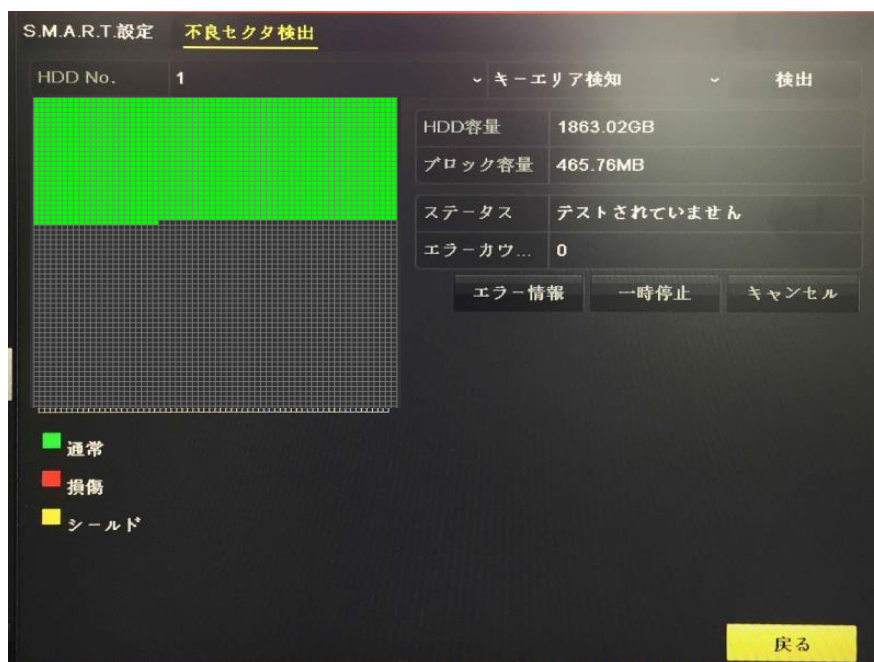 S.M.A.R.T.設定 不良セクタ検出
HDD No. 1 キーエリア検知 検出
HDD容量 1863.02GB
ブロック容量 465.76MB
ステータス テストされていません
エラーカウ... 0
エラー情報 一時停止 キャンセル
通常
損傷
シールド
戻る